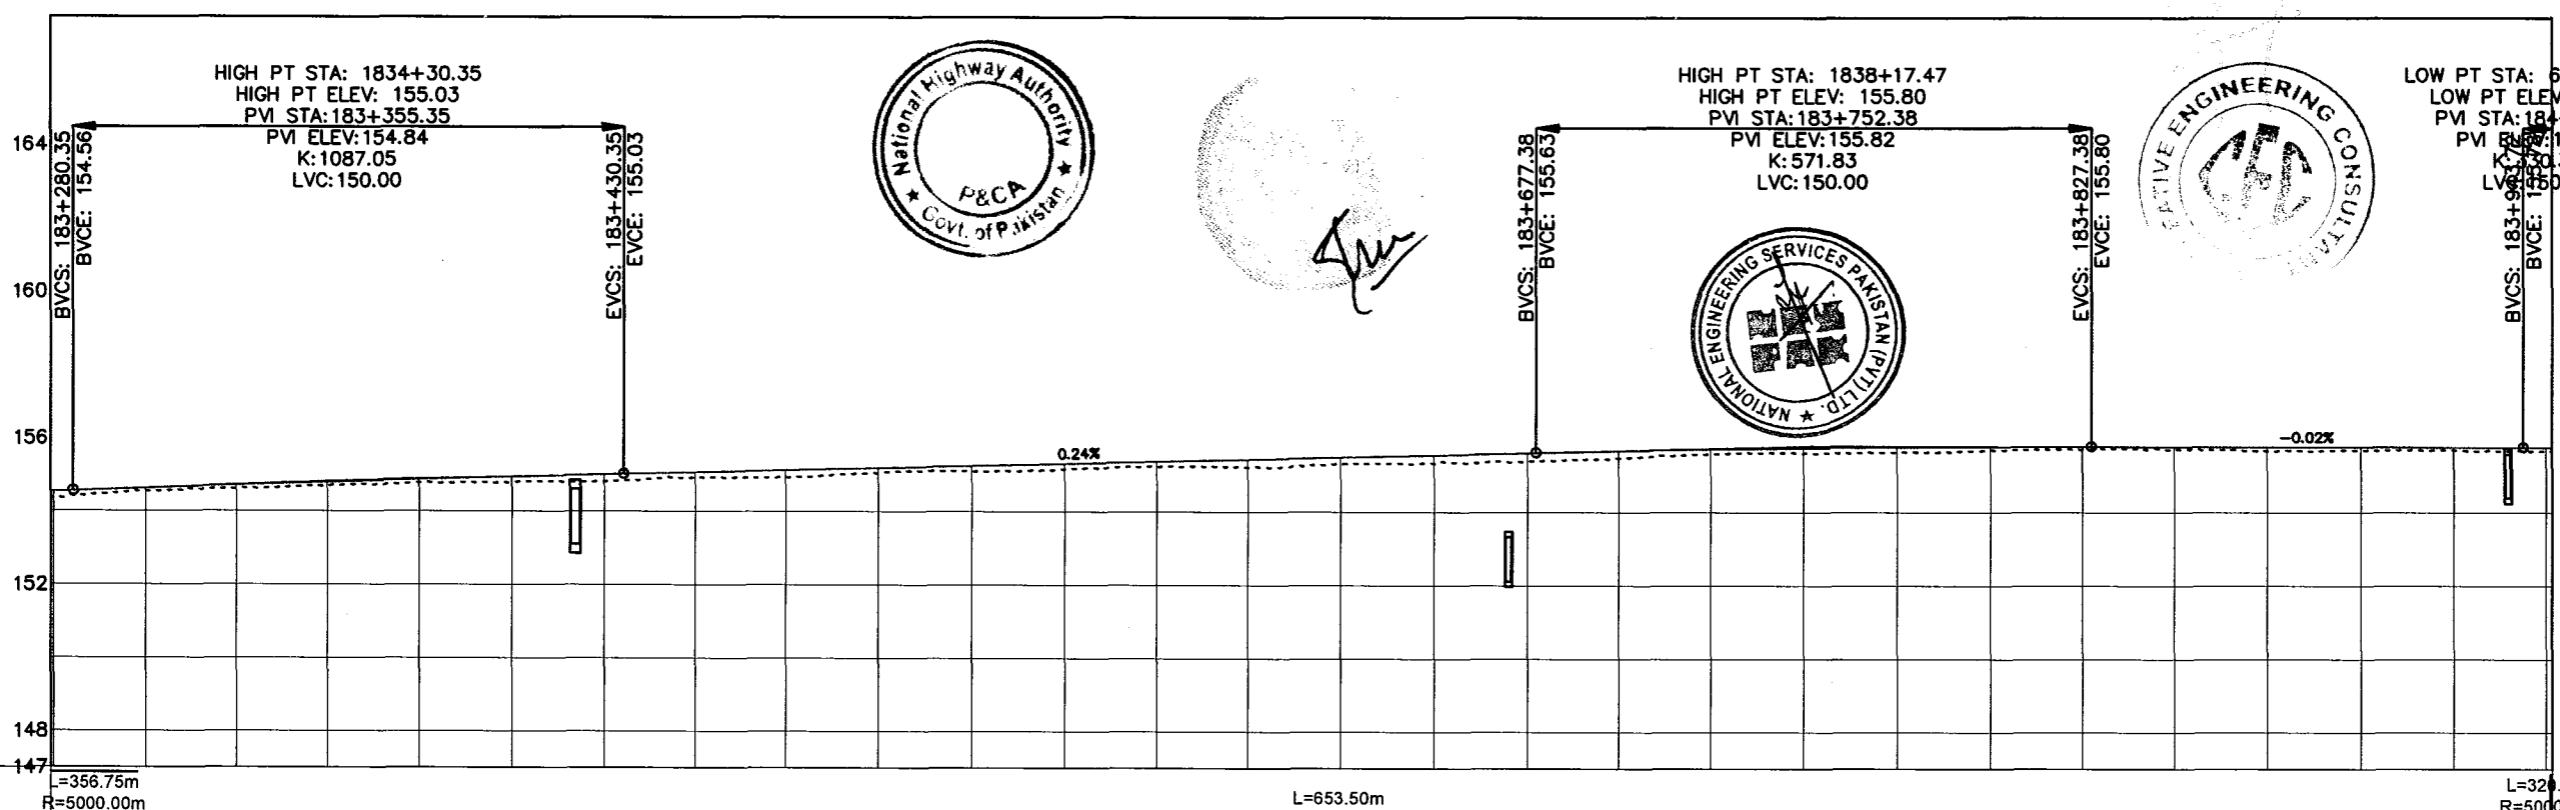 HIGH PT STA: 1834+30.35
HIGH PT ELEV: 155.03
PVI STA:183+355.35
PVI ELEV:154.84
K:1087.05
LVC:150.00
BVCS: 183+280.35
BVCE: 154.56
EVCS: 183+430.35
EVCE: 155.03
National Highway Authority
P&CA
Govt. of Pakistan
HIGH PT STA: 1838+17.47
HIGH PT ELEV: 155.80
PVI STA:183+752.38
PVI ELEV:155.82
K:571.83
LVC:150.00
BVCS: 183+677.38
BVCE: 155.63
EVCS: 183+827.38
EVCE: 155.80
NATIONAL ENGINEERING SERVICES PAKISTAN (PVT) LTD.
ENGINEERING
LOW PT STA:
LOW PT ELEV
PVI STA:184
PVI
BVCS:
BVCE:
164
160
156
152
148
147
0.24%
-0.02%
L=356.75m
R=5000.00m
L=653.50m